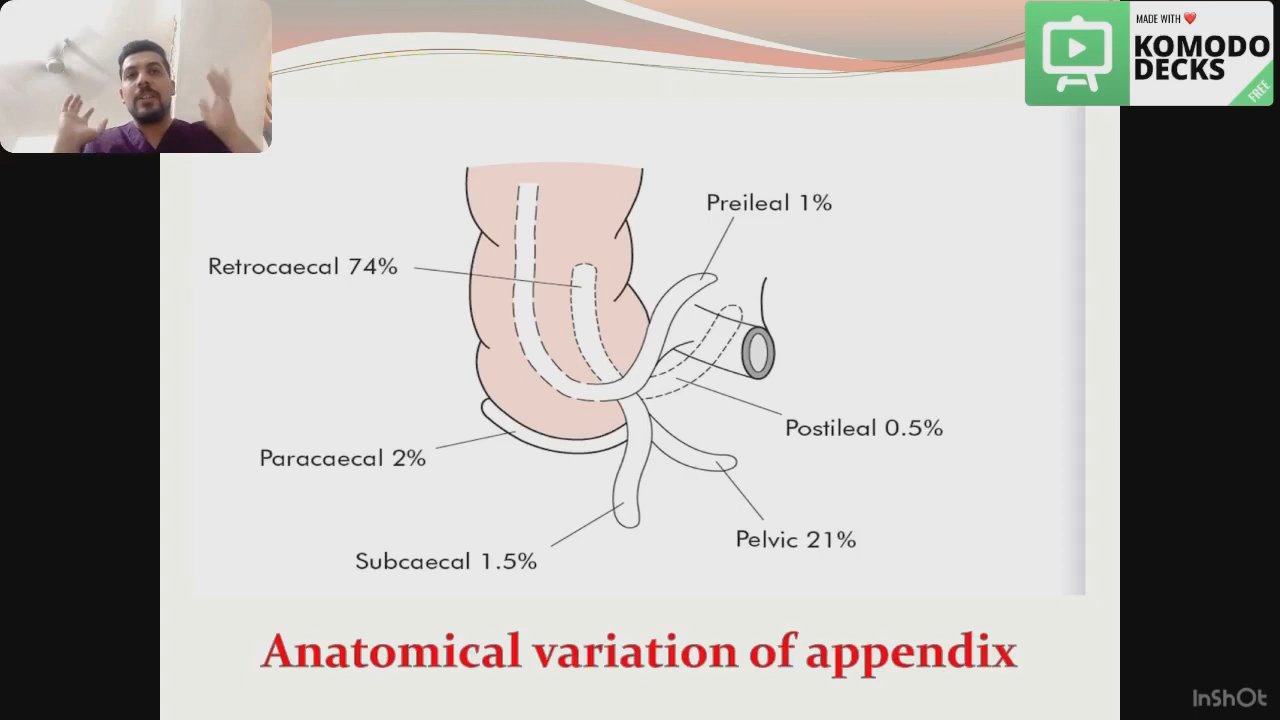 MADE WITH ❤️
KOMODO
DECKS
FREE
Preileal 1%
Retrocaecal 74%
Postileal 0.5%
Paracaecal 2%
Pelvic 21%
Subcaecal 1.5%
Anatomical variation of appendix
InShOt